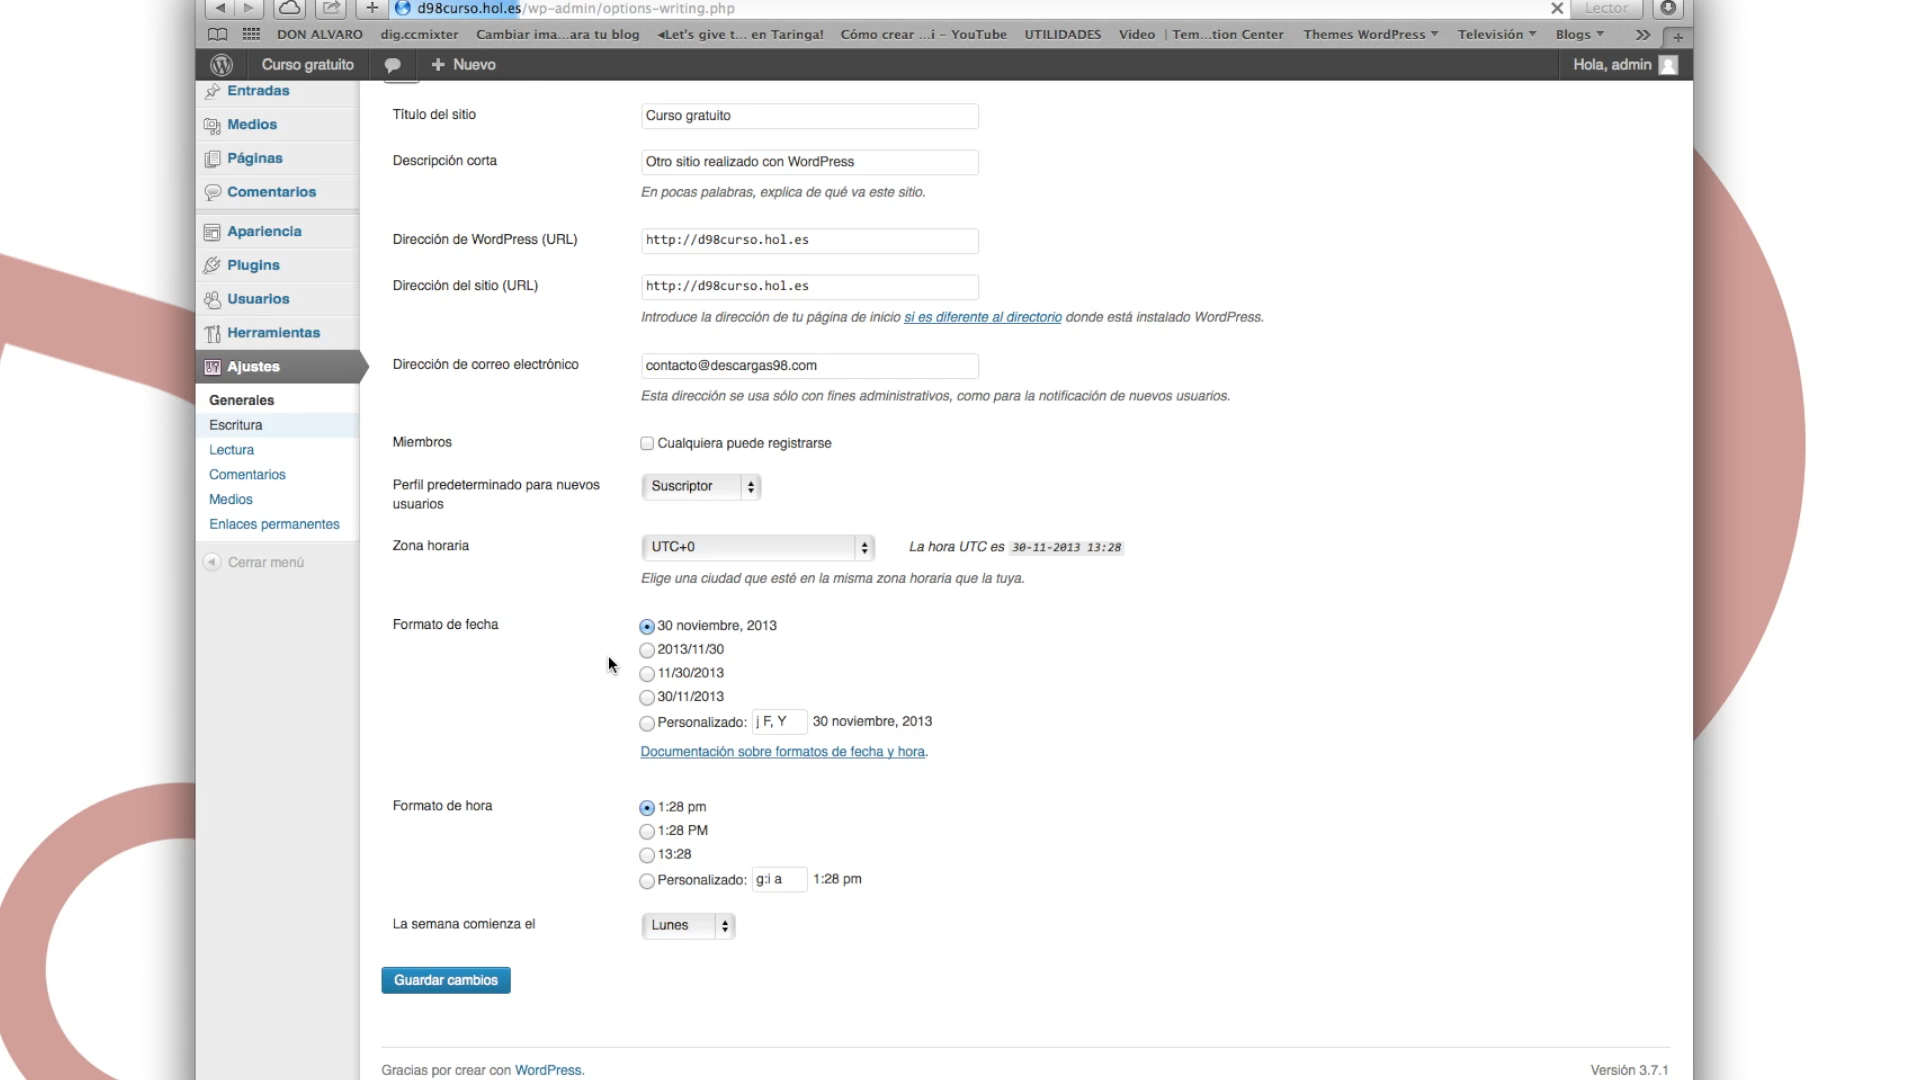 d98curso.hol.es/wp-admin/options-writing.php
Lector
DON ALVARO dig.ccmixter Cambiar ima...ara tu blog ◂Let's give t... en Taringa! Cómo crear ...i – YouTube UTILIDADES Video | Tem...tion Center Themes WordPress Televisión Blogs
Curso gratuito + Nuevo Hola, admin
Entradas
Medios
Páginas
Comentarios
Apariencia
Plugins
Usuarios
Herramientas
Ajustes
Generales
Escritura
Lectura
Comentarios
Medios
Enlaces permanentes
Cerrar menú
Título del sitio Curso gratuito
Descripción corta Otro sitio realizado con WordPress
En pocas palabras, explica de qué va este sitio.
Dirección de WordPress (URL) http://d98curso.hol.es
Dirección del sitio (URL) http://d98curso.hol.es
Introduce la dirección de tu página de inicio si es diferente al directorio donde está instalado WordPress.
Dirección de correo electrónico contacto@descargas98.com
Esta dirección se usa sólo con fines administrativos, como para la notificación de nuevos usuarios.
Miembros Cualquiera puede registrarse
Perfil predeterminado para nuevos
usuarios
Suscriptor
Zona horaria UTC+0 La hora UTC es 30-11-2013 13:28
Elige una ciudad que esté en la misma zona horaria que la tuya.
Formato de fecha 30 noviembre, 2013
2013/11/30
11/30/2013
30/11/2013
Personalizado: j F, Y 30 noviembre, 2013
Documentación sobre formatos de fecha y hora.
Formato de hora 1:28 pm
1:28 PM
13:28
Personalizado: g:i a 1:28 pm
La semana comienza el Lunes
Guardar cambios
Gracias por crear con WordPress. Versión 3.7.1